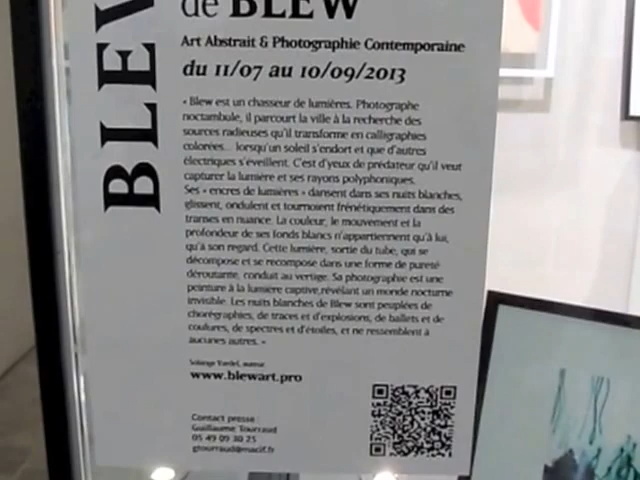 de BLEW
BLEW
Art Abstrait & Photographie Contemporaine
du 11/07 au 10/09/2013
« Blew est un chasseur de lumières. Photographe
noctambule, il parcourt la ville à la recherche des
sources radieuses qu'il transforme en calligraphies
colorées... lorsqu'un soleil s'endort et que d'autres
électriques s'éveillent. C'est d'yeux de prédateur qu'il veut
capturer la lumière et ses rayons polyphoniques.
Ses « encres de lumières » dansent dans ses nuits blanches,
glissent, ondulent et tournoient frénétiquement dans des
transes en nuance. La couleur, le mouvement et la
profondeur de ses fonds blancs n'appartiennent qu'à lui,
qu'à son regard. Cette lumière, sortie du tube, qui se
décompose et se recompose dans une forme de pureté
déroutante, conduit au vertige. Sa photographie est une
peinture à la lumière captive,révélant un monde nocturne
invisible. Les nuits blanches de Blew sont peuplées de
chorégraphies, de traces et d'explosions, de ballets et de
coulures, de spectres et d'étoiles, et ne ressemblent à
aucunes autres. »
www.blewart.pro
Contact presse :
Guillaume Tourraud
05 49 09 30 25
gtourraud@macif.fr